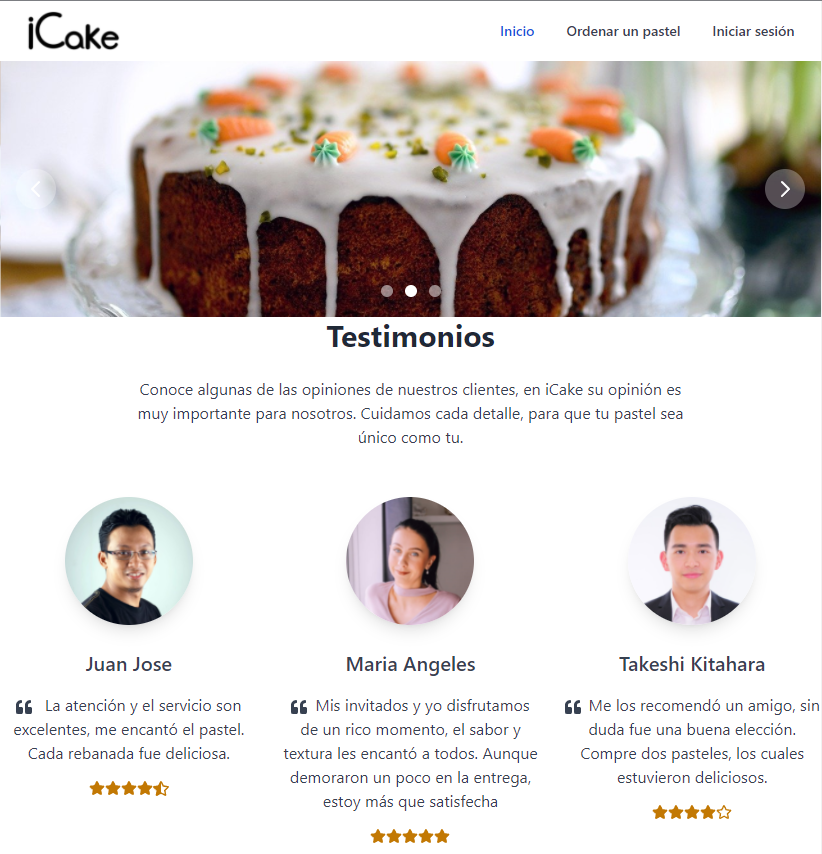 iCake
Inicio Ordenar un pastel Iniciar sesión
Testimonios
Conoce algunas de las opiniones de nuestros clientes, en iCake su opinión es
muy importante para nosotros. Cuidamos cada detalle, para que tu pastel sea
único como tu.
Juan Jose
“ La atención y el servicio son
excelentes, me encantó el pastel.
Cada rebanada fue deliciosa.
Maria Angeles
“ Mis invitados y yo disfrutamos
de un rico momento, el sabor y
textura les encantó a todos. Aunque
demoraron un poco en la entrega,
estoy más que satisfecha
Takeshi Kitahara
“ Me los recomendó un amigo, sin
duda fue una buena elección.
Compre dos pasteles, los cuales
estuvieron deliciosos.